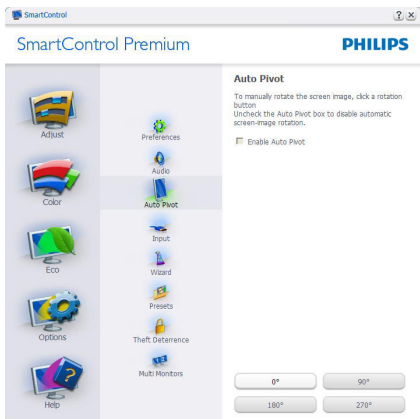 SmartControl
? ×
SmartControl Premium
PHILIPS
Adjust
Color
Eco
Options
Help
Preferences
Audio
Auto Pivot
Input
Wizard
Presets
Theft Deterrence
Multi Monitors
Auto Pivot
To manually rotate the screen image, click a rotation
button
Uncheck the Auto Pivot box to disable automatic
screen-image rotation.
Enable Auto Pivot
0°
90°
180°
270°